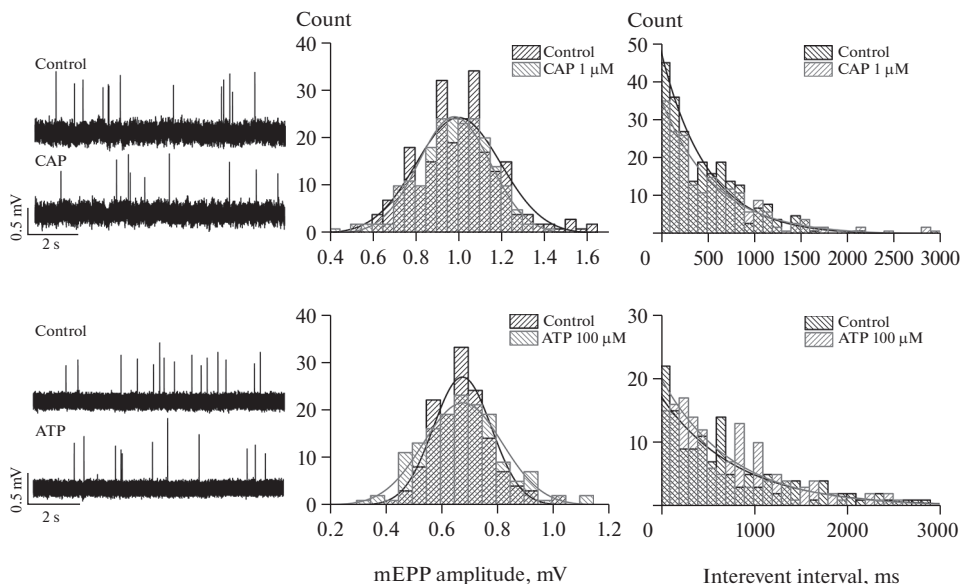 Control
CAP
0.5 mV
2 s
Count
Control
CAP 1 µM
40
30
20
10
0
0.4 0.6 0.8 1.0 1.2 1.4 1.6
Count
Control
CAP 1 µM
50
40
30
20
10
0
500 1000 1500 2000 2500 3000
Control
ATP
0.5 mV
2 s
Control
ATP 100 µM
40
30
20
10
0
0.2 0.4 0.6 0.8 1.0 1.2
mEPP amplitude, mV
Control
ATP 100 µM
30
20
10
0
1000 2000 3000
Interevent interval, ms